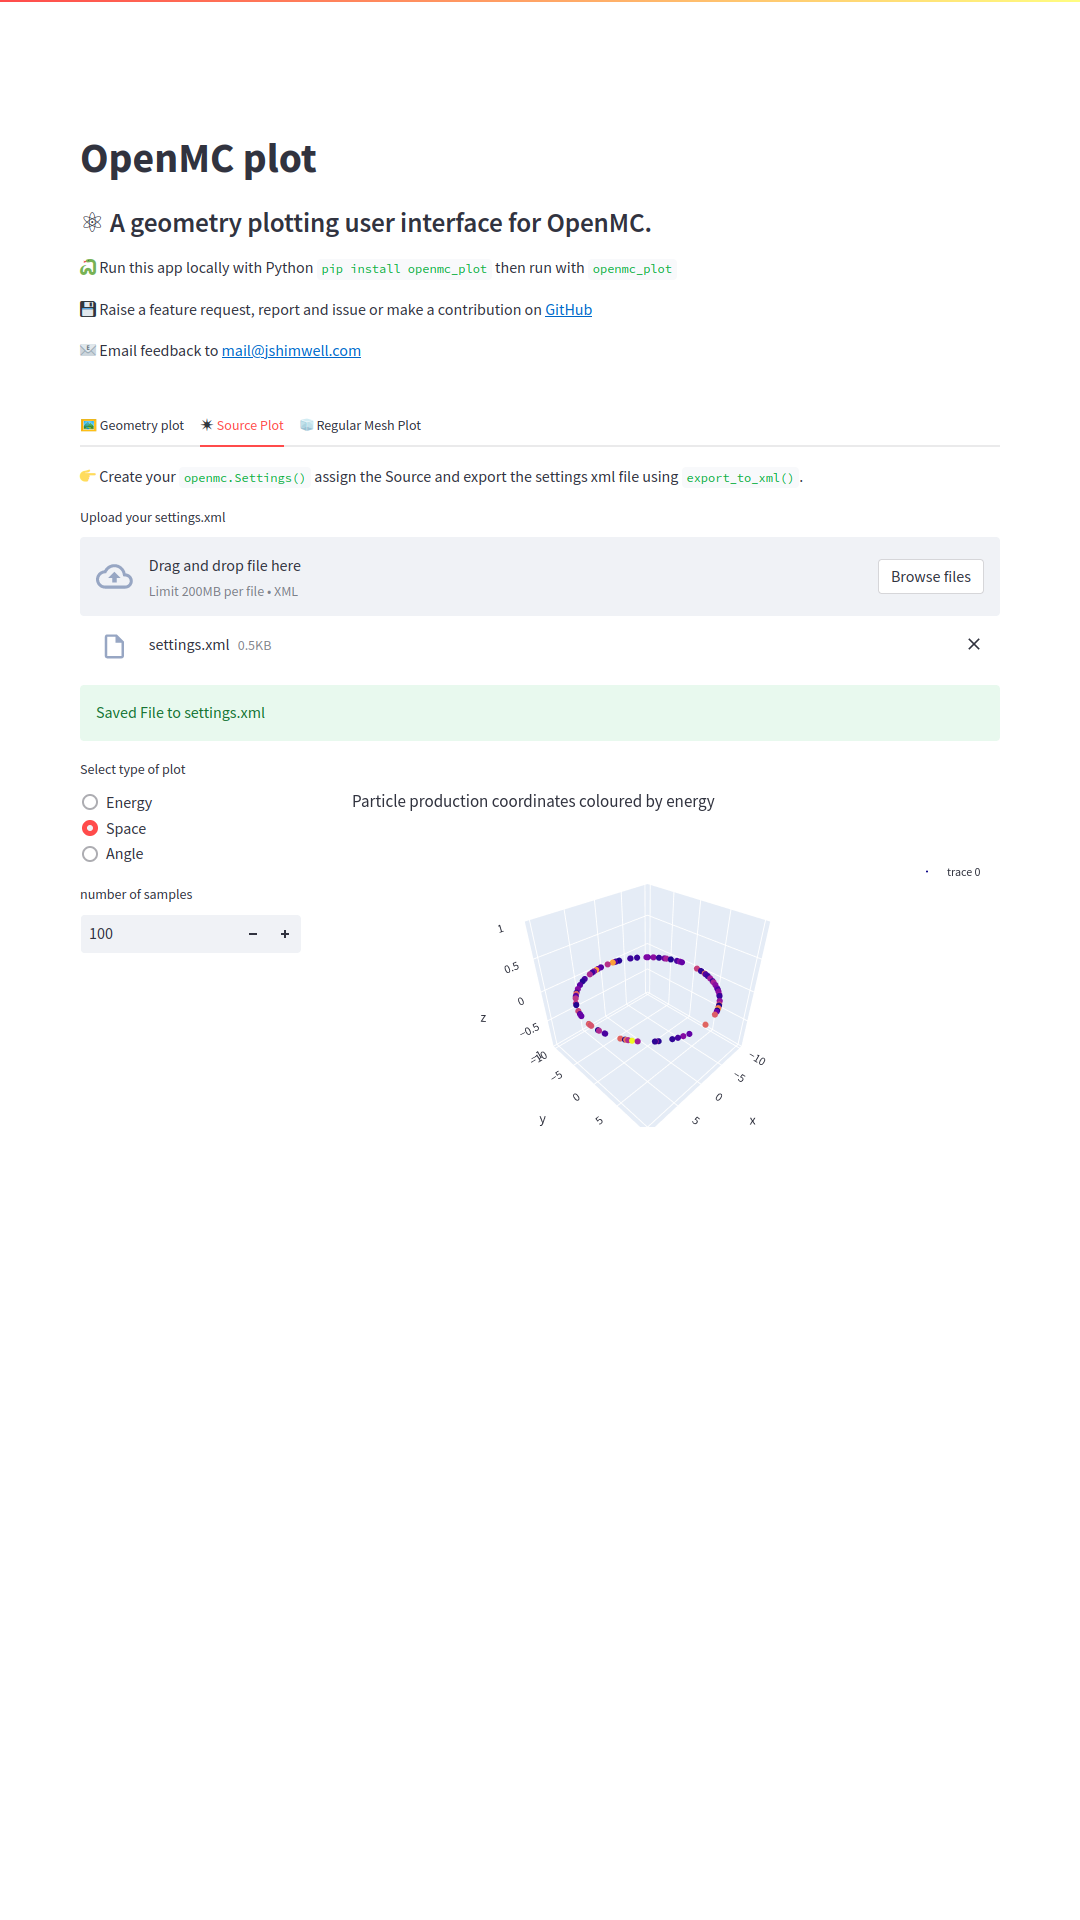 OpenMC plot
⚛ A geometry plotting user interface for OpenMC.
🐍 Run this app locally with Python pip install openmc_plot then run with openmc_plot
💾 Raise a feature request, report and issue or make a contribution on GitHub
📧 Email feedback to mail@jshimwell.com
🖼️ Geometry plot ✴ Source Plot 🧊 Regular Mesh Plot
👉 Create your openmc.Settings() assign the Source and export the settings xml file using export_to_xml() .
Upload your settings.xml
Drag and drop file here
Limit 200MB per file • XML
Browse files
settings.xml 0.5KB
Saved File to settings.xml
Select type of plot
Energy
Space
Angle
number of samples
100
Particle production coordinates coloured by energy
trace 0
1
0.5
0
−0.5
−1
z
−10
−5
0
5
y
−10
−5
0
5
x